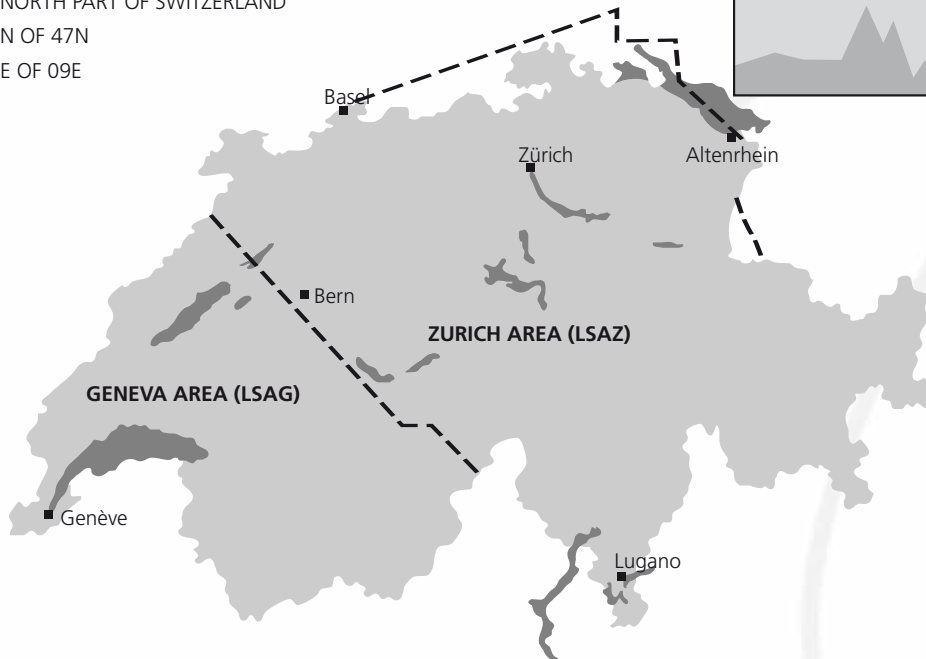 NORTH PART OF SWITZERLAND
N OF 47N
E OF 09E
Basel
Zürich
Altenrhein
Bern
ZURICH AREA (LSAZ)
GENEVA AREA (LSAG)
Genève
Lugano